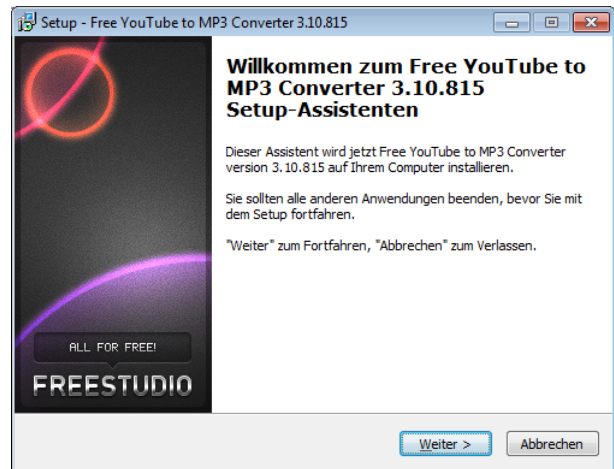 Setup - Free YouTube to MP3 Converter 3.10.815
Willkommen zum Free YouTube to
MP3 Converter 3.10.815
Setup-Assistenten
Dieser Assistent wird jetzt Free YouTube to MP3 Converter
version 3.10.815 auf Ihrem Computer installieren.
Sie sollten alle anderen Anwendungen beenden, bevor Sie mit
dem Setup fortfahren.
"Weiter" zum Fortfahren, "Abbrechen" zum Verlassen.
ALL FOR FREE!
FREESTUDIO
Weiter >
Abbrechen